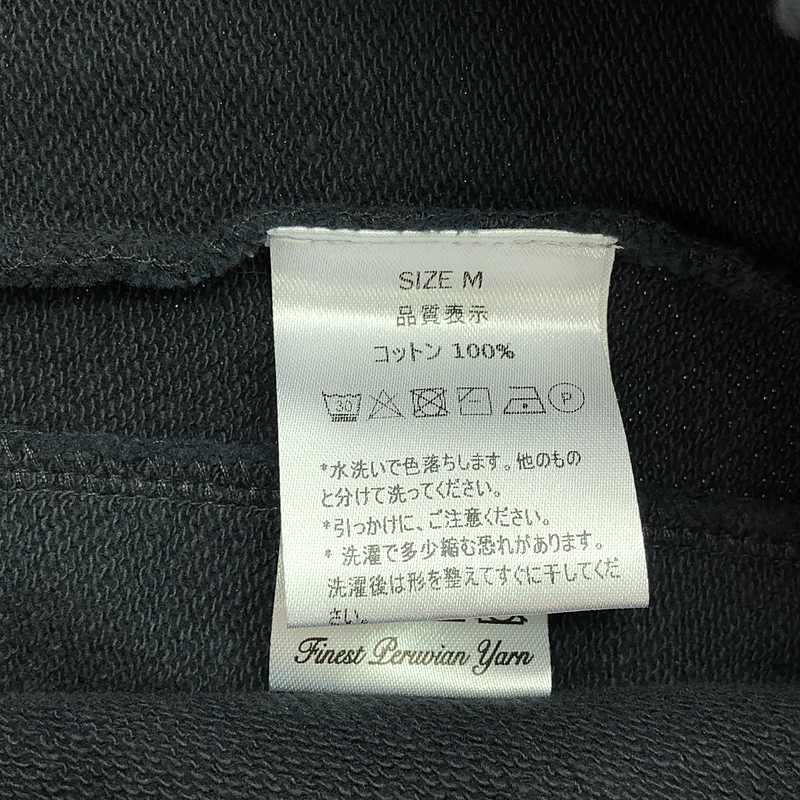 SIZE M
品質表示
コットン 100%
30 P
*水洗いで色落ちします。他のもの
と分けて洗ってください。
*引っかけに、ご注意ください。
* 洗濯で多少縮む恐れがあります。
洗濯後は形を整えてすぐに干してくだ
さい。
Finest Peruvian Yarn